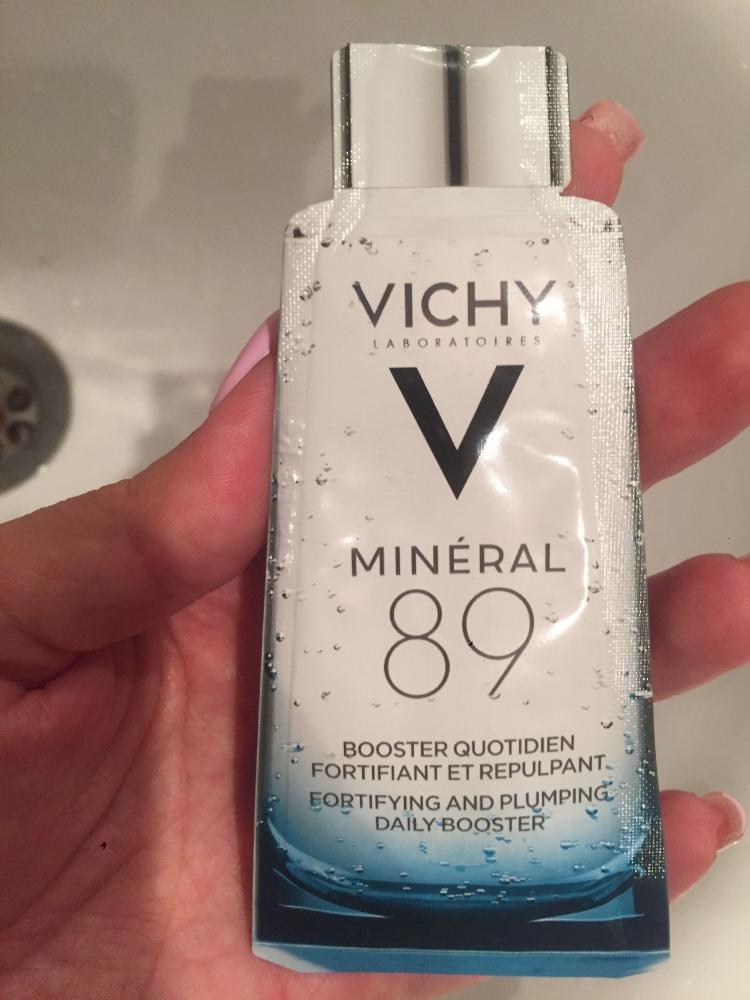 VICHY
LABORATOIRES
V
MINÉRAL
89
BOOSTER QUOTIDIEN
FORTIFIANT ET REPULPANT
FORTIFYING AND PLUMPING
DAILY BOOSTER